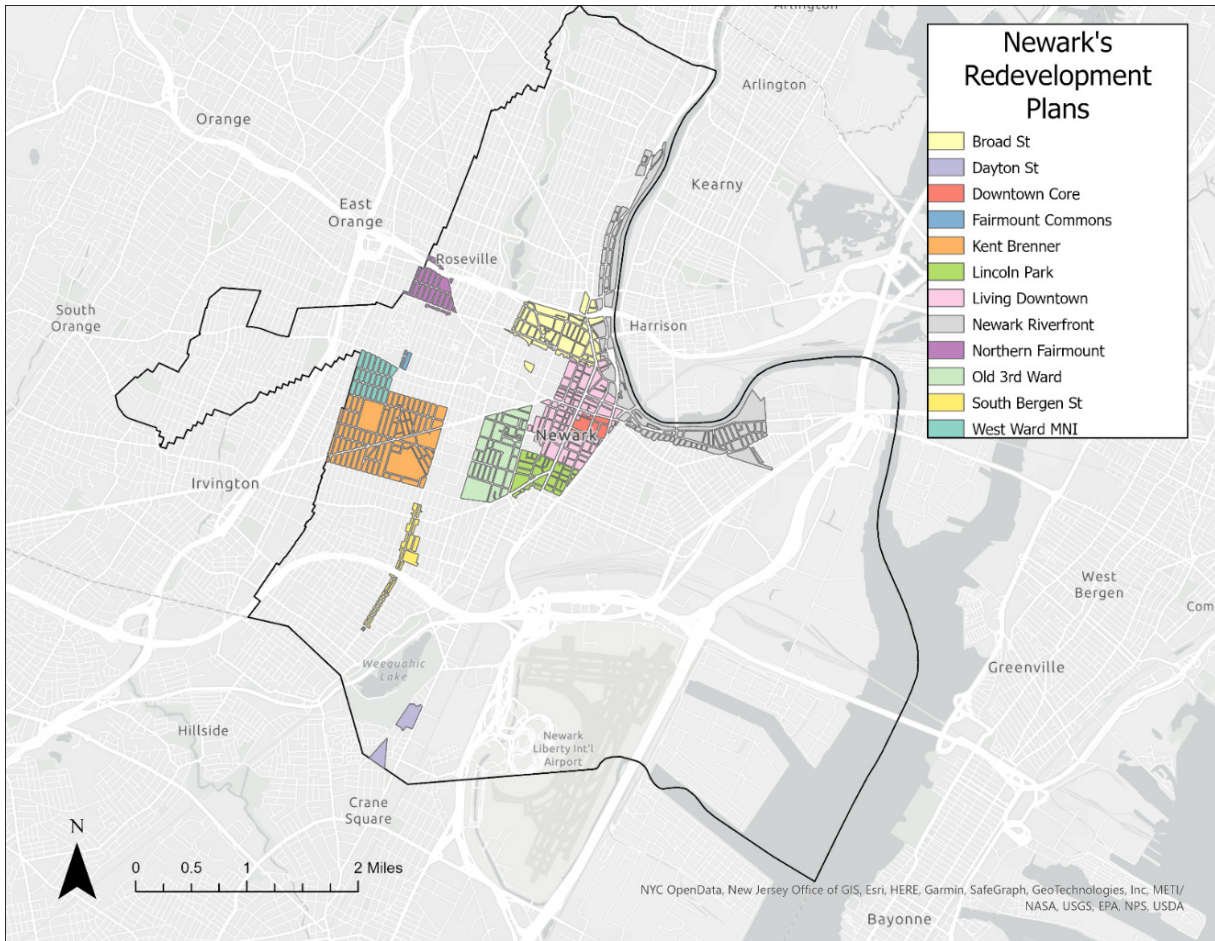 Arlington
Newark's
Redevelopment
Plans
Broad St
Dayton St
Downtown Core
Fairmount Commons
Kent Brenner
Lincoln Park
Living Downtown
Newark Riverfront
Northern Fairmount
Old 3rd Ward
South Bergen St
West Ward MNI
Arlington
Orange
Kearny
East
Orange
Roseville
South
Orange
Harrison
Newark
Irvington
West
Bergen
Com
Greenville
Weequahic
Lake
Hillside
Newark
Liberty Int'l
Airport
Crane
Square
N
0 0.5 1 2 Miles
NYC OpenData, New Jersey Office of GIS, Esri, HERE, Garmin, SafeGraph, GeoTechnologies, Inc, METI/
NASA, USGS, EPA, NPS, USDA
Bayonne